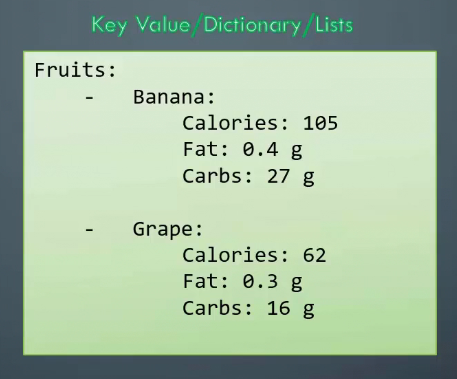 Key Value/Dictionary/Lists
Fruits:
- Banana:
Calories: 105
Fat: 0.4 g
Carbs: 27 g
- Grape:
Calories: 62
Fat: 0.3 g
Carbs: 16 g